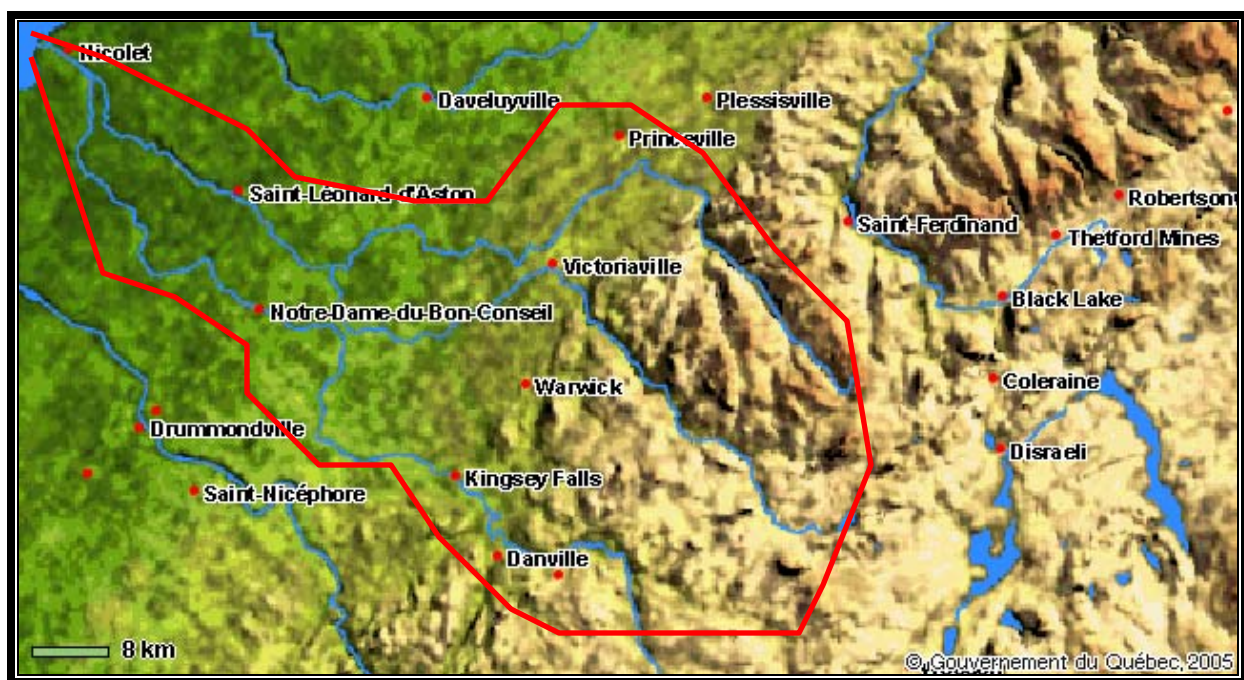 Nicolet
Daveluyville
Plessisville
Princeville
Saint-Léonard-d'Aston
Robertson
Saint-Ferdinand
Thetford Mines
Victoriaville
Black Lake
Notre-Dame-du-Bon-Conseil
Coleraine
Warwick
Drummondville
Disraeli
Kingsey Falls
Saint-Nicéphore
Danville
8 km
© Gouvernement du Québec, 2005